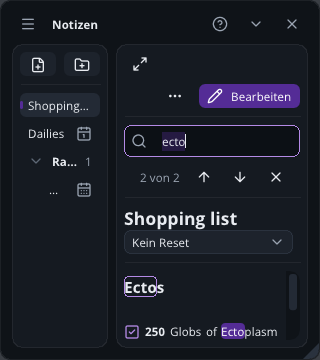 Notizen
Shopping...
Dailies
Ra... 1
...
Bearbeiten
ecto
2 von 2
Shopping list
Kein Reset
Ectos
250 Globs of Ectoplasm